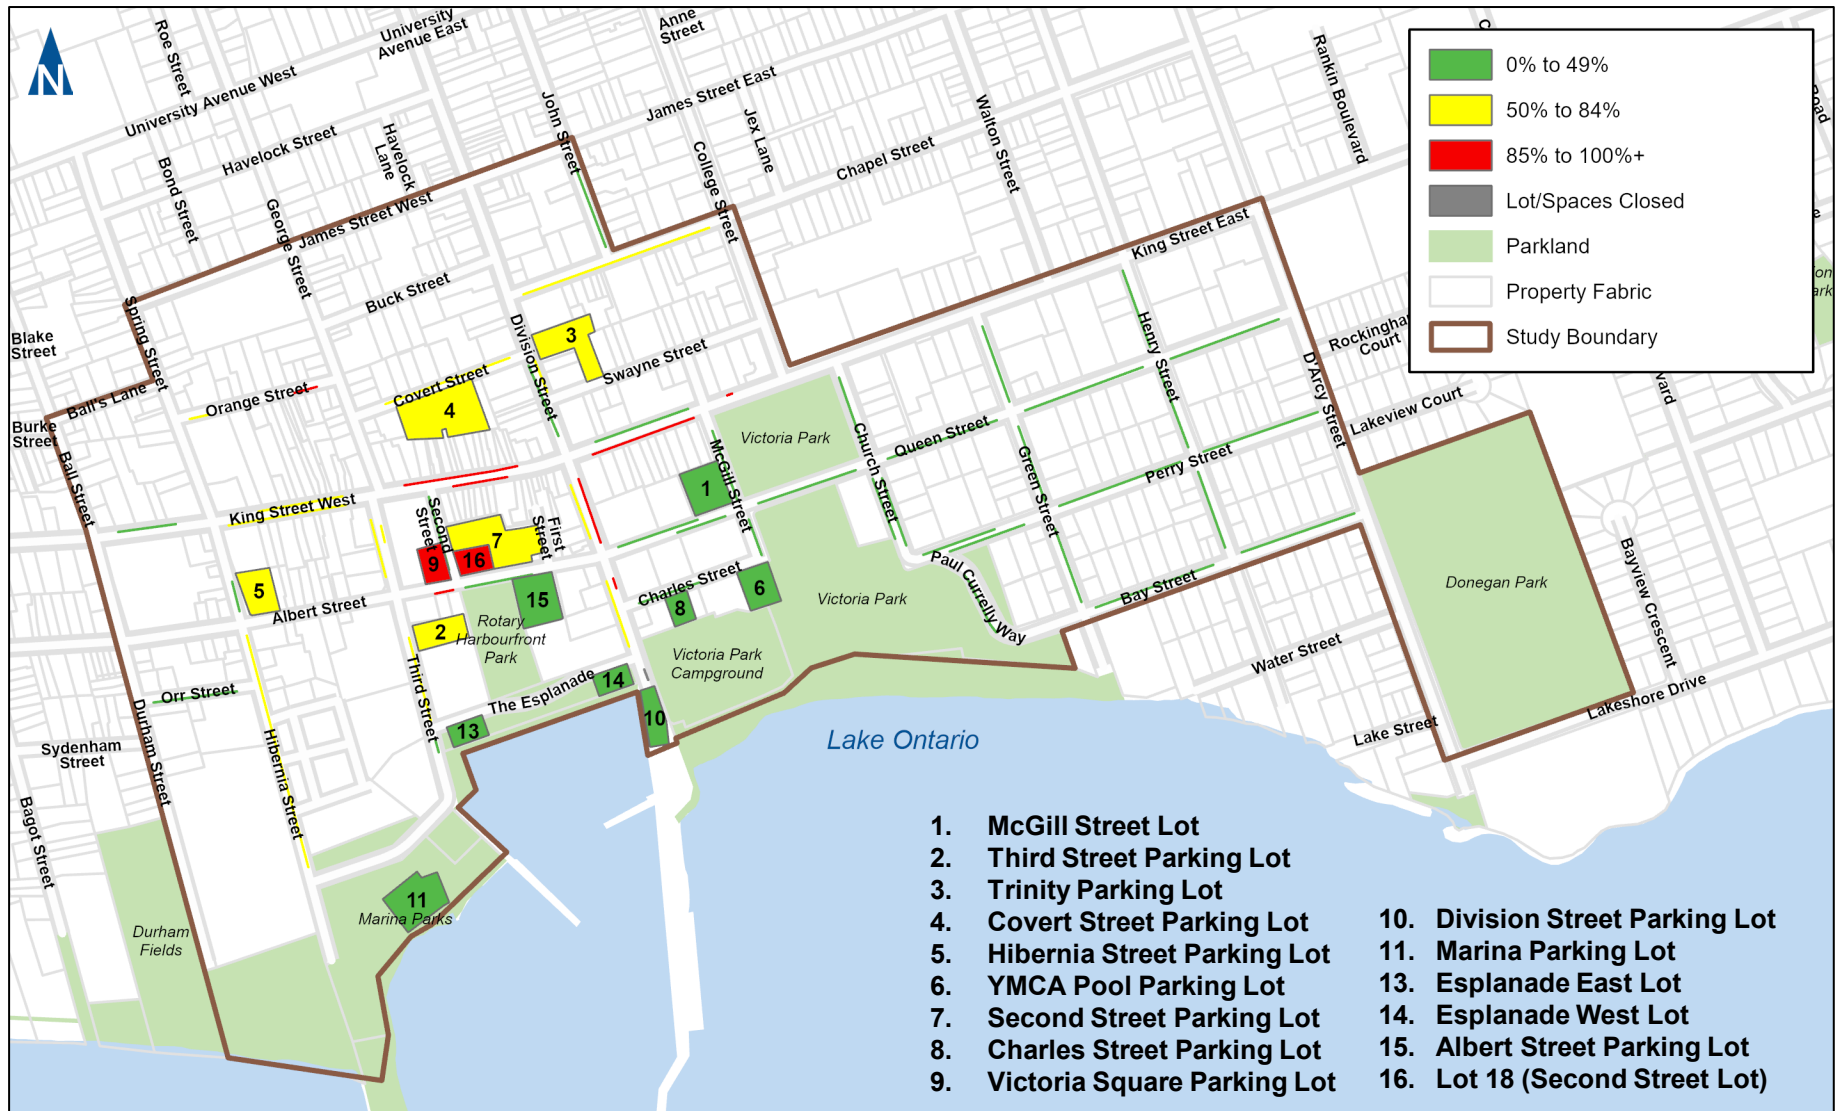 N
Roe Street
University Avenue East
Anne Street
University Avenue West
James Street East
Havelock Street
Havelock Lane
John Street
Jex Lane
Bond Street
College Street
Chapel Street
Walton Street
Rankin Boulevard
George Street
James Street West
King Street East
Buck Street
Spring Street
Blake Street
Division Street
Henry Street
Swayne Street
Covert Street
Orange Street
Ball's Lane
Burke Street
D'Arcy Street
Court
Lakeview Court
Ball Street
King Street West
Second Street
First Street
McGill Street
Victoria Park
Church Street
Queen Street
Green Street
Perry Street
Albert Street
Charles Street
Paul Currelly Way
Bay Street
Donegan Park
Bayview Crescent
Rotary Harbourfront Park
Victoria Park
Victoria Park Campground
Water Street
The Esplanade
Third Street
Orr Street
Durham Street
Hibernia Street
Sydenham Street
Bagot Street
Lake Street
Lakeshore Drive
Durham Fields
Marina Parks
Lake Ontario
3
4
1
7
9
16
5
15
2
8
6
14
13
10
11
0% to 49%
50% to 84%
85% to 100%+
Lot/Spaces Closed
Parkland
Property Fabric
Study Boundary
1. McGill Street Lot
2. Third Street Parking Lot
3. Trinity Parking Lot
4. Covert Street Parking Lot
5. Hibernia Street Parking Lot
6. YMCA Pool Parking Lot
7. Second Street Parking Lot
8. Charles Street Parking Lot
9. Victoria Square Parking Lot
10. Division Street Parking Lot
11. Marina Parking Lot
13. Esplanade East Lot
14. Esplanade West Lot
15. Albert Street Parking Lot
16. Lot 18 (Second Street Lot)